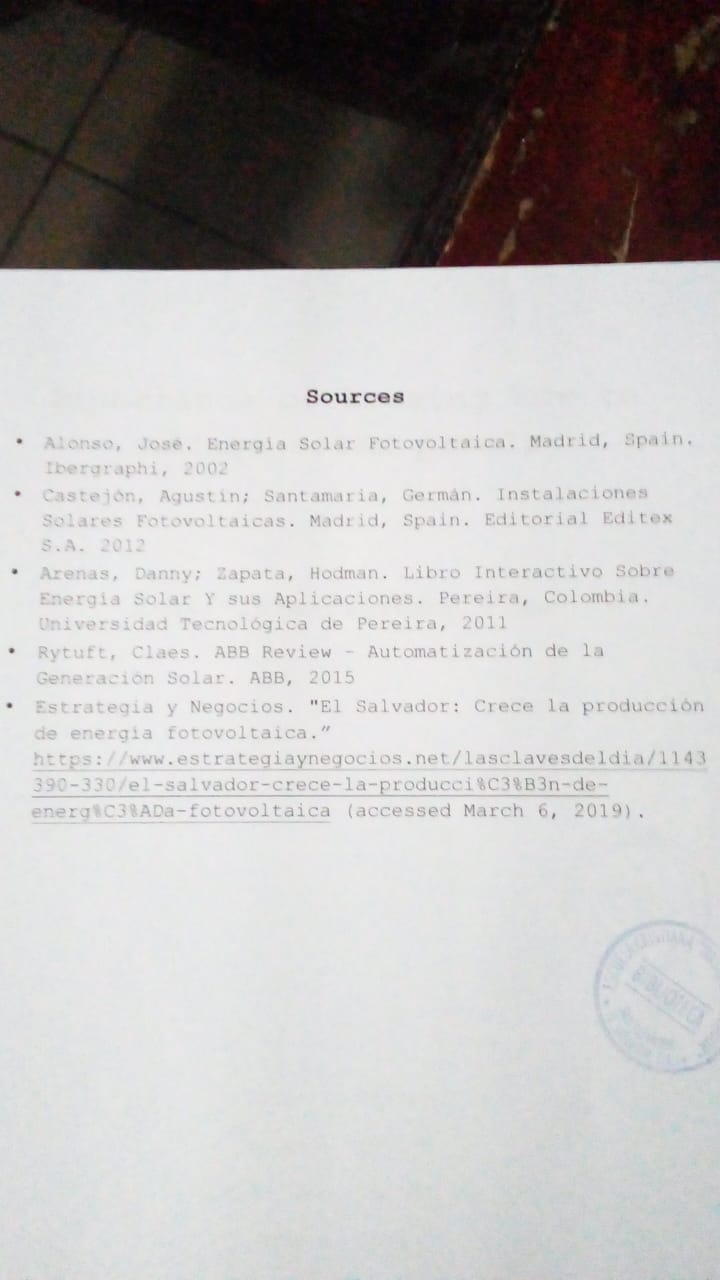 Sources
• Alonso, José. Energía Solar Fotovoltaica. Madrid, Spain.
Ibergraphi, 2002
• Castejón, Agustín; Santamaría, Germán. Instalaciones
Solares Fotovoltaicas. Madrid, Spain. Editorial Editex
S.A. 2012
• Arenas, Danny; Zapata, Hodman. Libro Interactivo Sobre
Energía Solar Y sus Aplicaciones. Pereira, Colombia.
Universidad Tecnológica de Pereira, 2011
• Rytuft, Claes. ABB Review – Automatización de la
Generación Solar. ABB, 2015
• Estrategia y Negocios. "El Salvador: Crece la producción
de energía fotovoltaica.”
https://www.estrategiaynegocios.net/lasclavesdeldia/1143
390-330/el-salvador-crece-la-producci%C3%B3n-de-
energ%C3%ADa-fotovoltaica (accessed March 6, 2019).
CRISTIANA
BIBLIOTECA